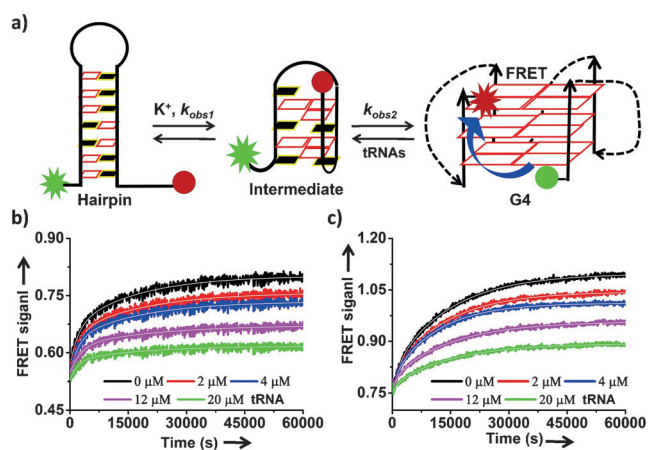 a)
FRET
K⁺, kobs1
kobs2
tRNAs
Hairpin
Intermediate
G4
b)
FRET siganl
0.90
0.75
0.60
0.45
0 μM 2 μM 4 μM
12 μM 20 μM tRNA
0 15000 30000 45000 60000
Time (s)
c)
FRET siganl
1.20
1.05
0.90
0.75
0 μM 2 μM 4 μM
12 μM 20 μM tRNA
0 15000 30000 45000 60000
Time (s)